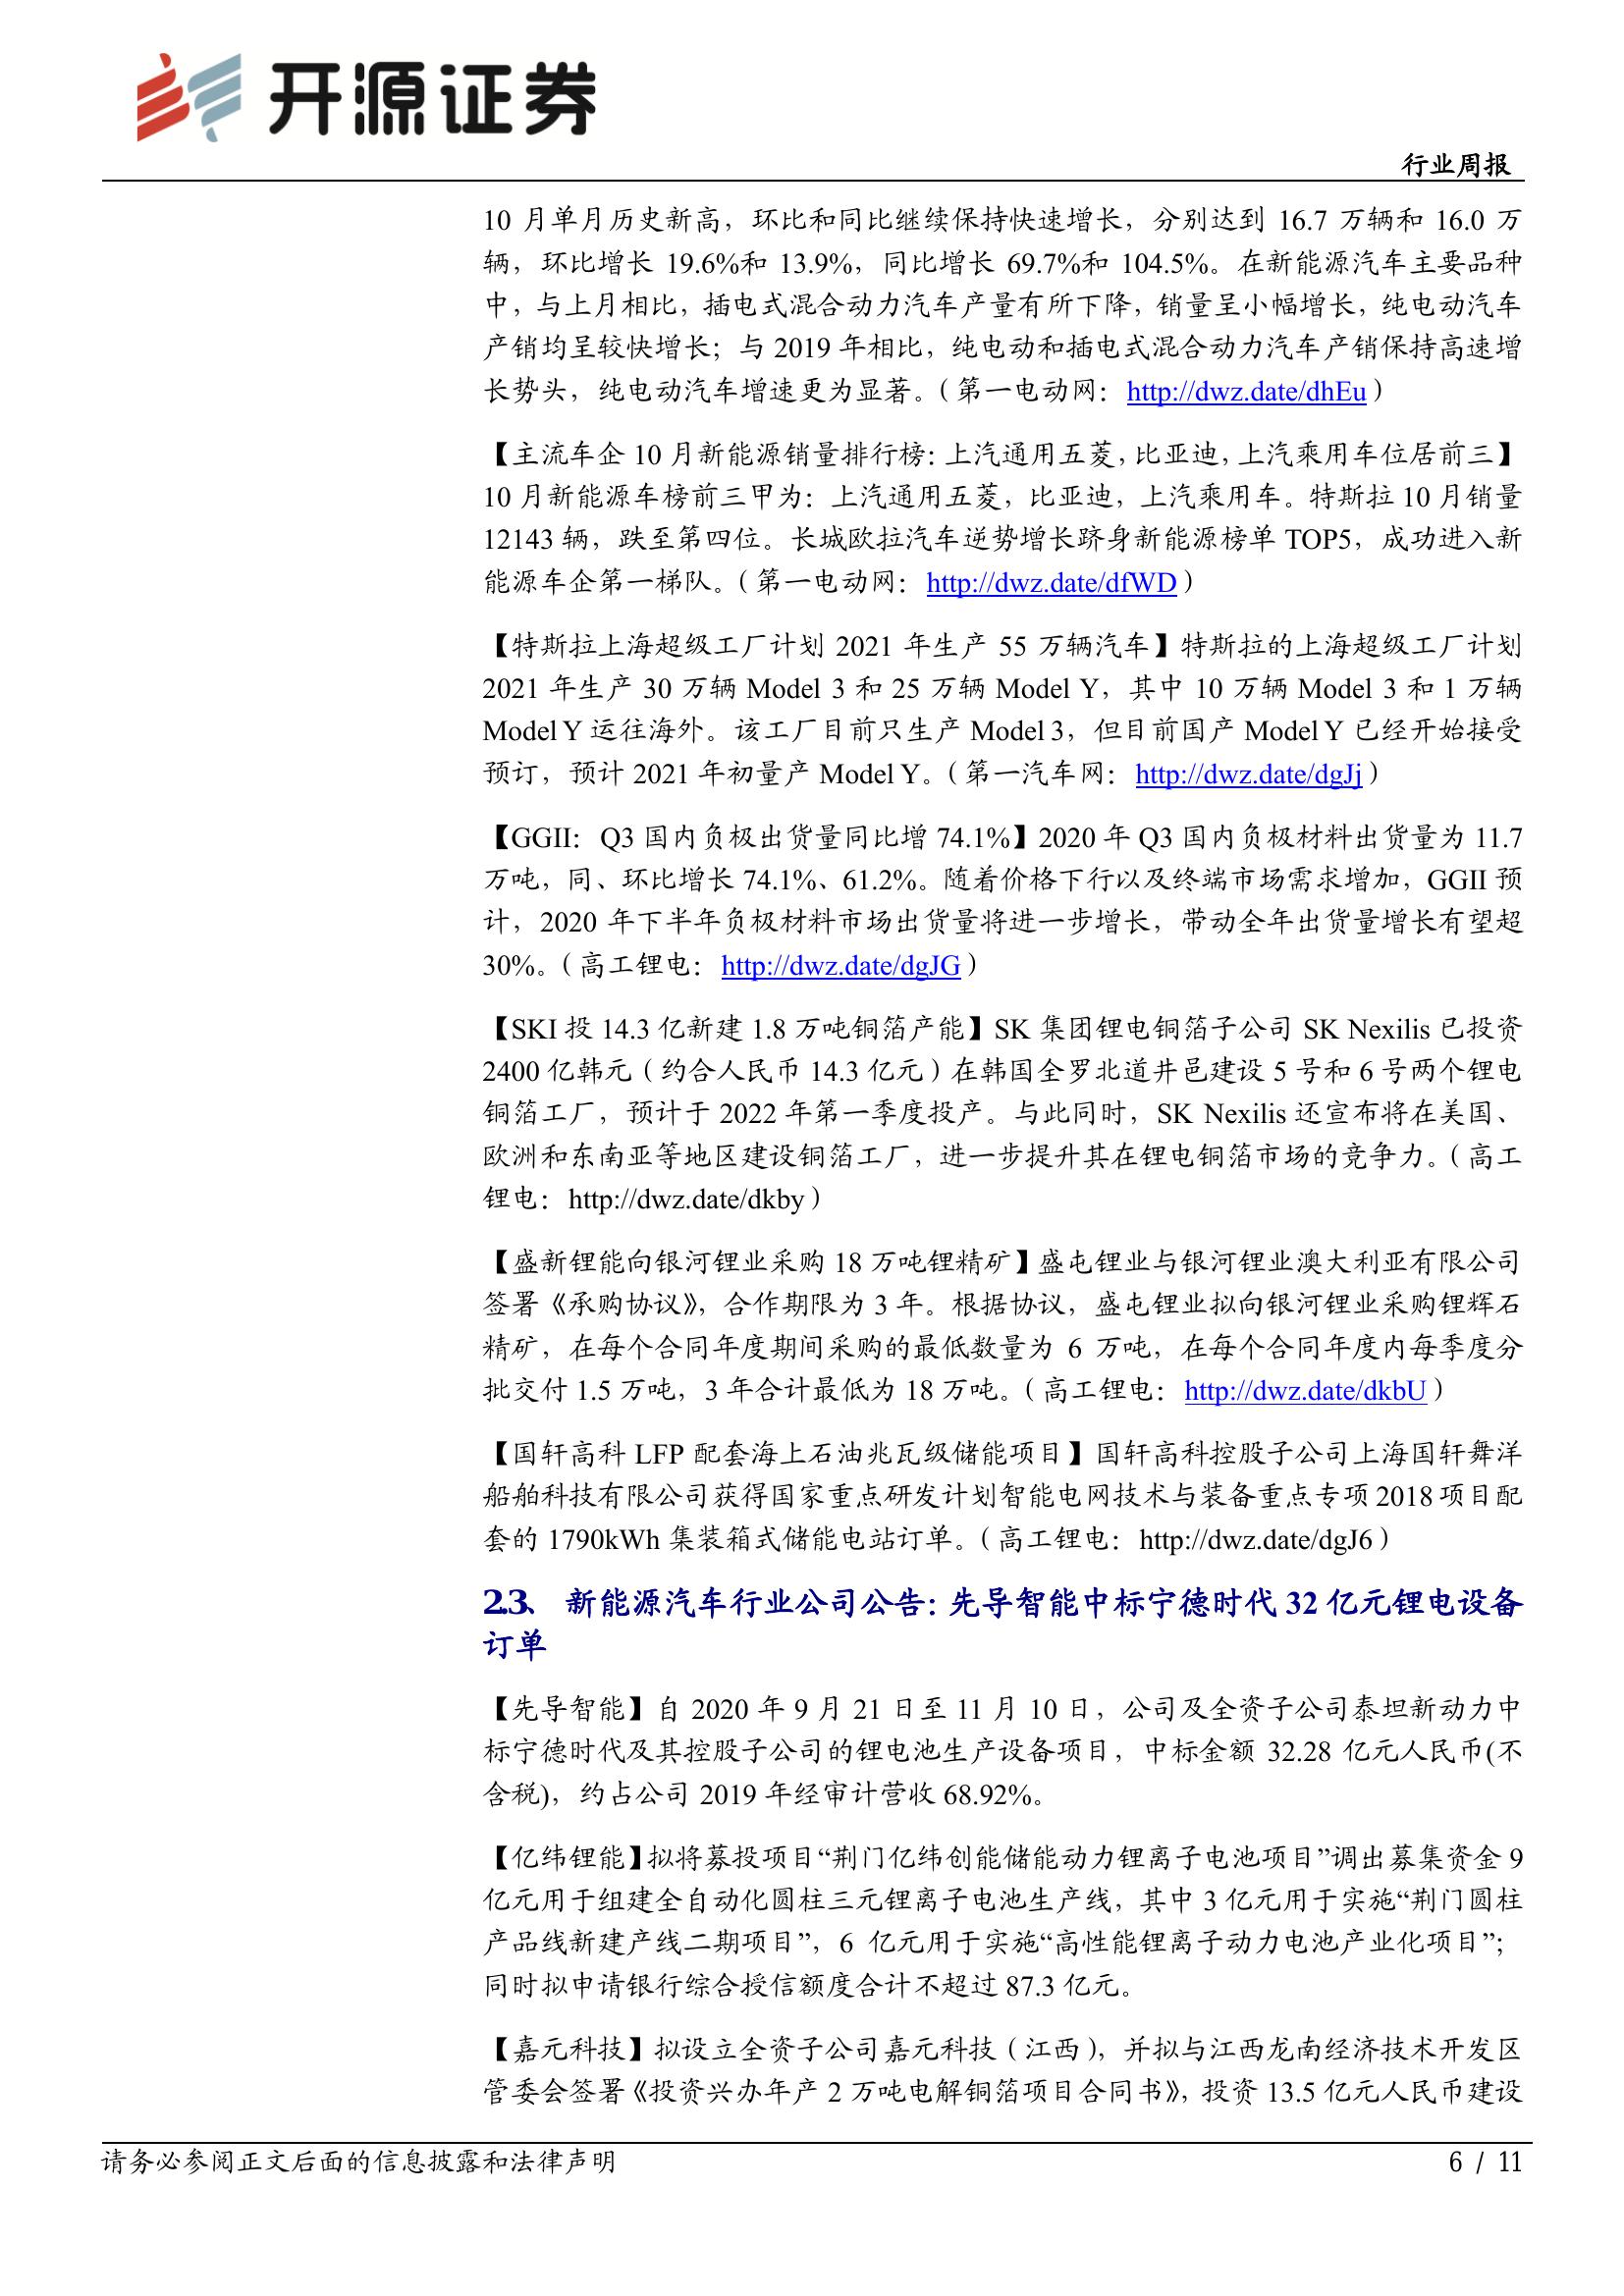 开源证券
行业周报
10 月单月历史新高，环比和同比继续保持快速增长，分别达到 16.7 万辆和 16.0 万
辆，环比增长 19.6%和 13.9%，同比增长 69.7%和 104.5%。在新能源汽车主要品种
中，与上月相比，插电式混合动力汽车产量有所下降，销量呈小幅增长，纯电动汽车
产销均呈较快增长；与 2019 年相比，纯电动和插电式混合动力汽车产销保持高速增
长势头，纯电动汽车增速更为显著。（第一电动网：http://dwz.date/dhEu）
【主流车企 10 月新能源销量排行榜：上汽通用五菱，比亚迪，上汽乘用车位居前三】
10 月新能源车榜前三甲为：上汽通用五菱，比亚迪，上汽乘用车。特斯拉 10 月销量
12143 辆，跌至第四位。长城欧拉汽车逆势增长跻身新能源榜单 TOP5，成功进入新
能源车企第一梯队。（第一电动网：http://dwz.date/dfWD）
【特斯拉上海超级工厂计划 2021 年生产 55 万辆汽车】特斯拉的上海超级工厂计划
2021 年生产 30 万辆 Model 3 和 25 万辆 Model Y，其中 10 万辆 Model 3 和 1 万辆
Model Y 运往海外。该工厂目前只生产 Model 3，但目前国产 Model Y 已经开始接受
预订，预计 2021 年初量产 Model Y。（第一汽车网：http://dwz.date/dgJj）
【GGII：Q3 国内负极出货量同比增 74.1%】2020 年 Q3 国内负极材料出货量为 11.7
万吨，同、环比增长 74.1%、61.2%。随着价格下行以及终端市场需求增加，GGII 预
计，2020 年下半年负极材料市场出货量将进一步增长，带动全年出货量增长有望超
30%。（高工锂电：http://dwz.date/dgJG）
【SKI 投 14.3 亿新建 1.8 万吨铜箔产能】SK 集团锂电铜箔子公司 SK Nexilis 已投资
2400 亿韩元（约合人民币 14.3 亿元）在韩国全罗北道井邑建设 5 号和 6 号两个锂电
铜箔工厂，预计于 2022 年第一季度投产。与此同时，SK Nexilis 还宣布将在美国、
欧洲和东南亚等地区建设铜箔工厂，进一步提升其在锂电铜箔市场的竞争力。（高工
锂电：http://dwz.date/dkby）
【盛新锂能向银河锂业采购 18 万吨锂精矿】盛屯锂业与银河锂业澳大利亚有限公司
签署《承购协议》，合作期限为 3 年。根据协议，盛屯锂业拟向银河锂业采购锂辉石
精矿，在每个合同年度期间采购的最低数量为 6 万吨，在每个合同年度内每季度分
批交付 1.5 万吨，3 年合计最低为 18 万吨。（高工锂电：http://dwz.date/dkbU）
【国轩高科 LFP 配套海上石油兆瓦级储能项目】国轩高科控股子公司上海国轩舞洋
船舶科技有限公司获得国家重点研发计划智能电网技术与装备重点专项 2018 项目配
套的 1790kWh 集装箱式储能电站订单。（高工锂电：http://dwz.date/dgJ6）
2.3、 新能源汽车行业公司公告：先导智能中标宁德时代 32 亿元锂电设备
订单
【先导智能】自 2020 年 9 月 21 日至 11 月 10 日，公司及全资子公司泰坦新动力中
标宁德时代及其控股子公司的锂电池生产设备项目，中标金额 32.28 亿元人民币(不
含税)，约占公司 2019 年经审计营收 68.92%。
【亿纬锂能】拟将募投项目“荆门亿纬创能储能动力锂离子电池项目”调出募集资金 9
亿元用于组建全自动化圆柱三元锂离子电池生产线，其中 3 亿元用于实施“荆门圆柱
产品线新建产线二期项目”，6 亿元用于实施“高性能锂离子动力电池产业化项目”；
同时拟申请银行综合授信额度合计不超过 87.3 亿元。
【嘉元科技】拟设立全资子公司嘉元科技（江西），并拟与江西龙南经济技术开发区
管委会签署《投资兴办年产 2 万吨电解铜箔项目合同书》，投资 13.5 亿元人民币建设
请务必参阅正文后面的信息披露和法律声明
6 / 11